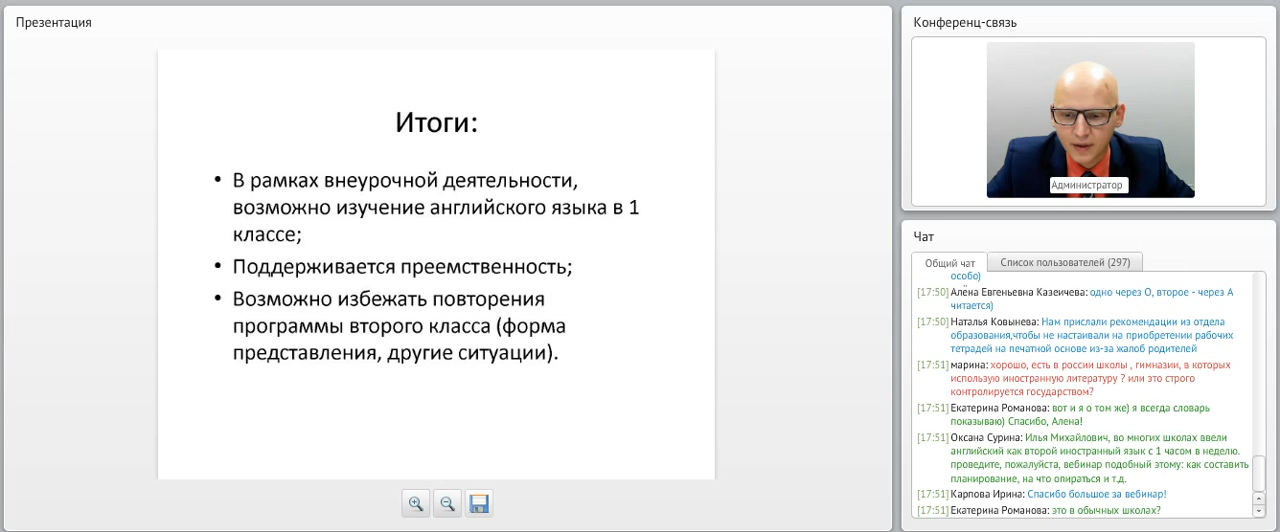 Презентация
Итоги:
• В рамках внеурочной деятельности,
возможно изучение английского языка в 1
классе;
• Поддерживается преемственность;
• Возможно избежать повторения
программы второго класса (форма
представления, другие ситуации).
Конференц-связь
Администратор
Чат
Общий чат
Список пользователей (297)
особо)
[17:50] Алёна Евгеньевна Казеичева: одно через О, второе - через А
читается)
[17:50] Наталья Ковынева: Нам прислали рекомендации из отдела
образования,чтобы не настаивали на приобретении рабочих
тетрадей на печатной основе из-за жалоб родителей
[17:51] марина: хорошо, есть в россии школы , гимназии, в которых
использую иностранную литературу ? или это строго
контролируется государством?
[17:51] Екатерина Романова: вот и я о том же) я всегда словарь
показываю) Спасибо, Алена!
[17:51] Оксана Сурина: Илья Михайлович, во многих школах ввели
английский как второй иностранный язык с 1 часом в неделю.
проведите, пожалуйста, вебинар подобный этому: как составить
планирование, на что опираться и т.д.
[17:51] Карпова Ирина: Спасибо большое за вебинар!
[17:51] Екатерина Романова: это в обычных школах?